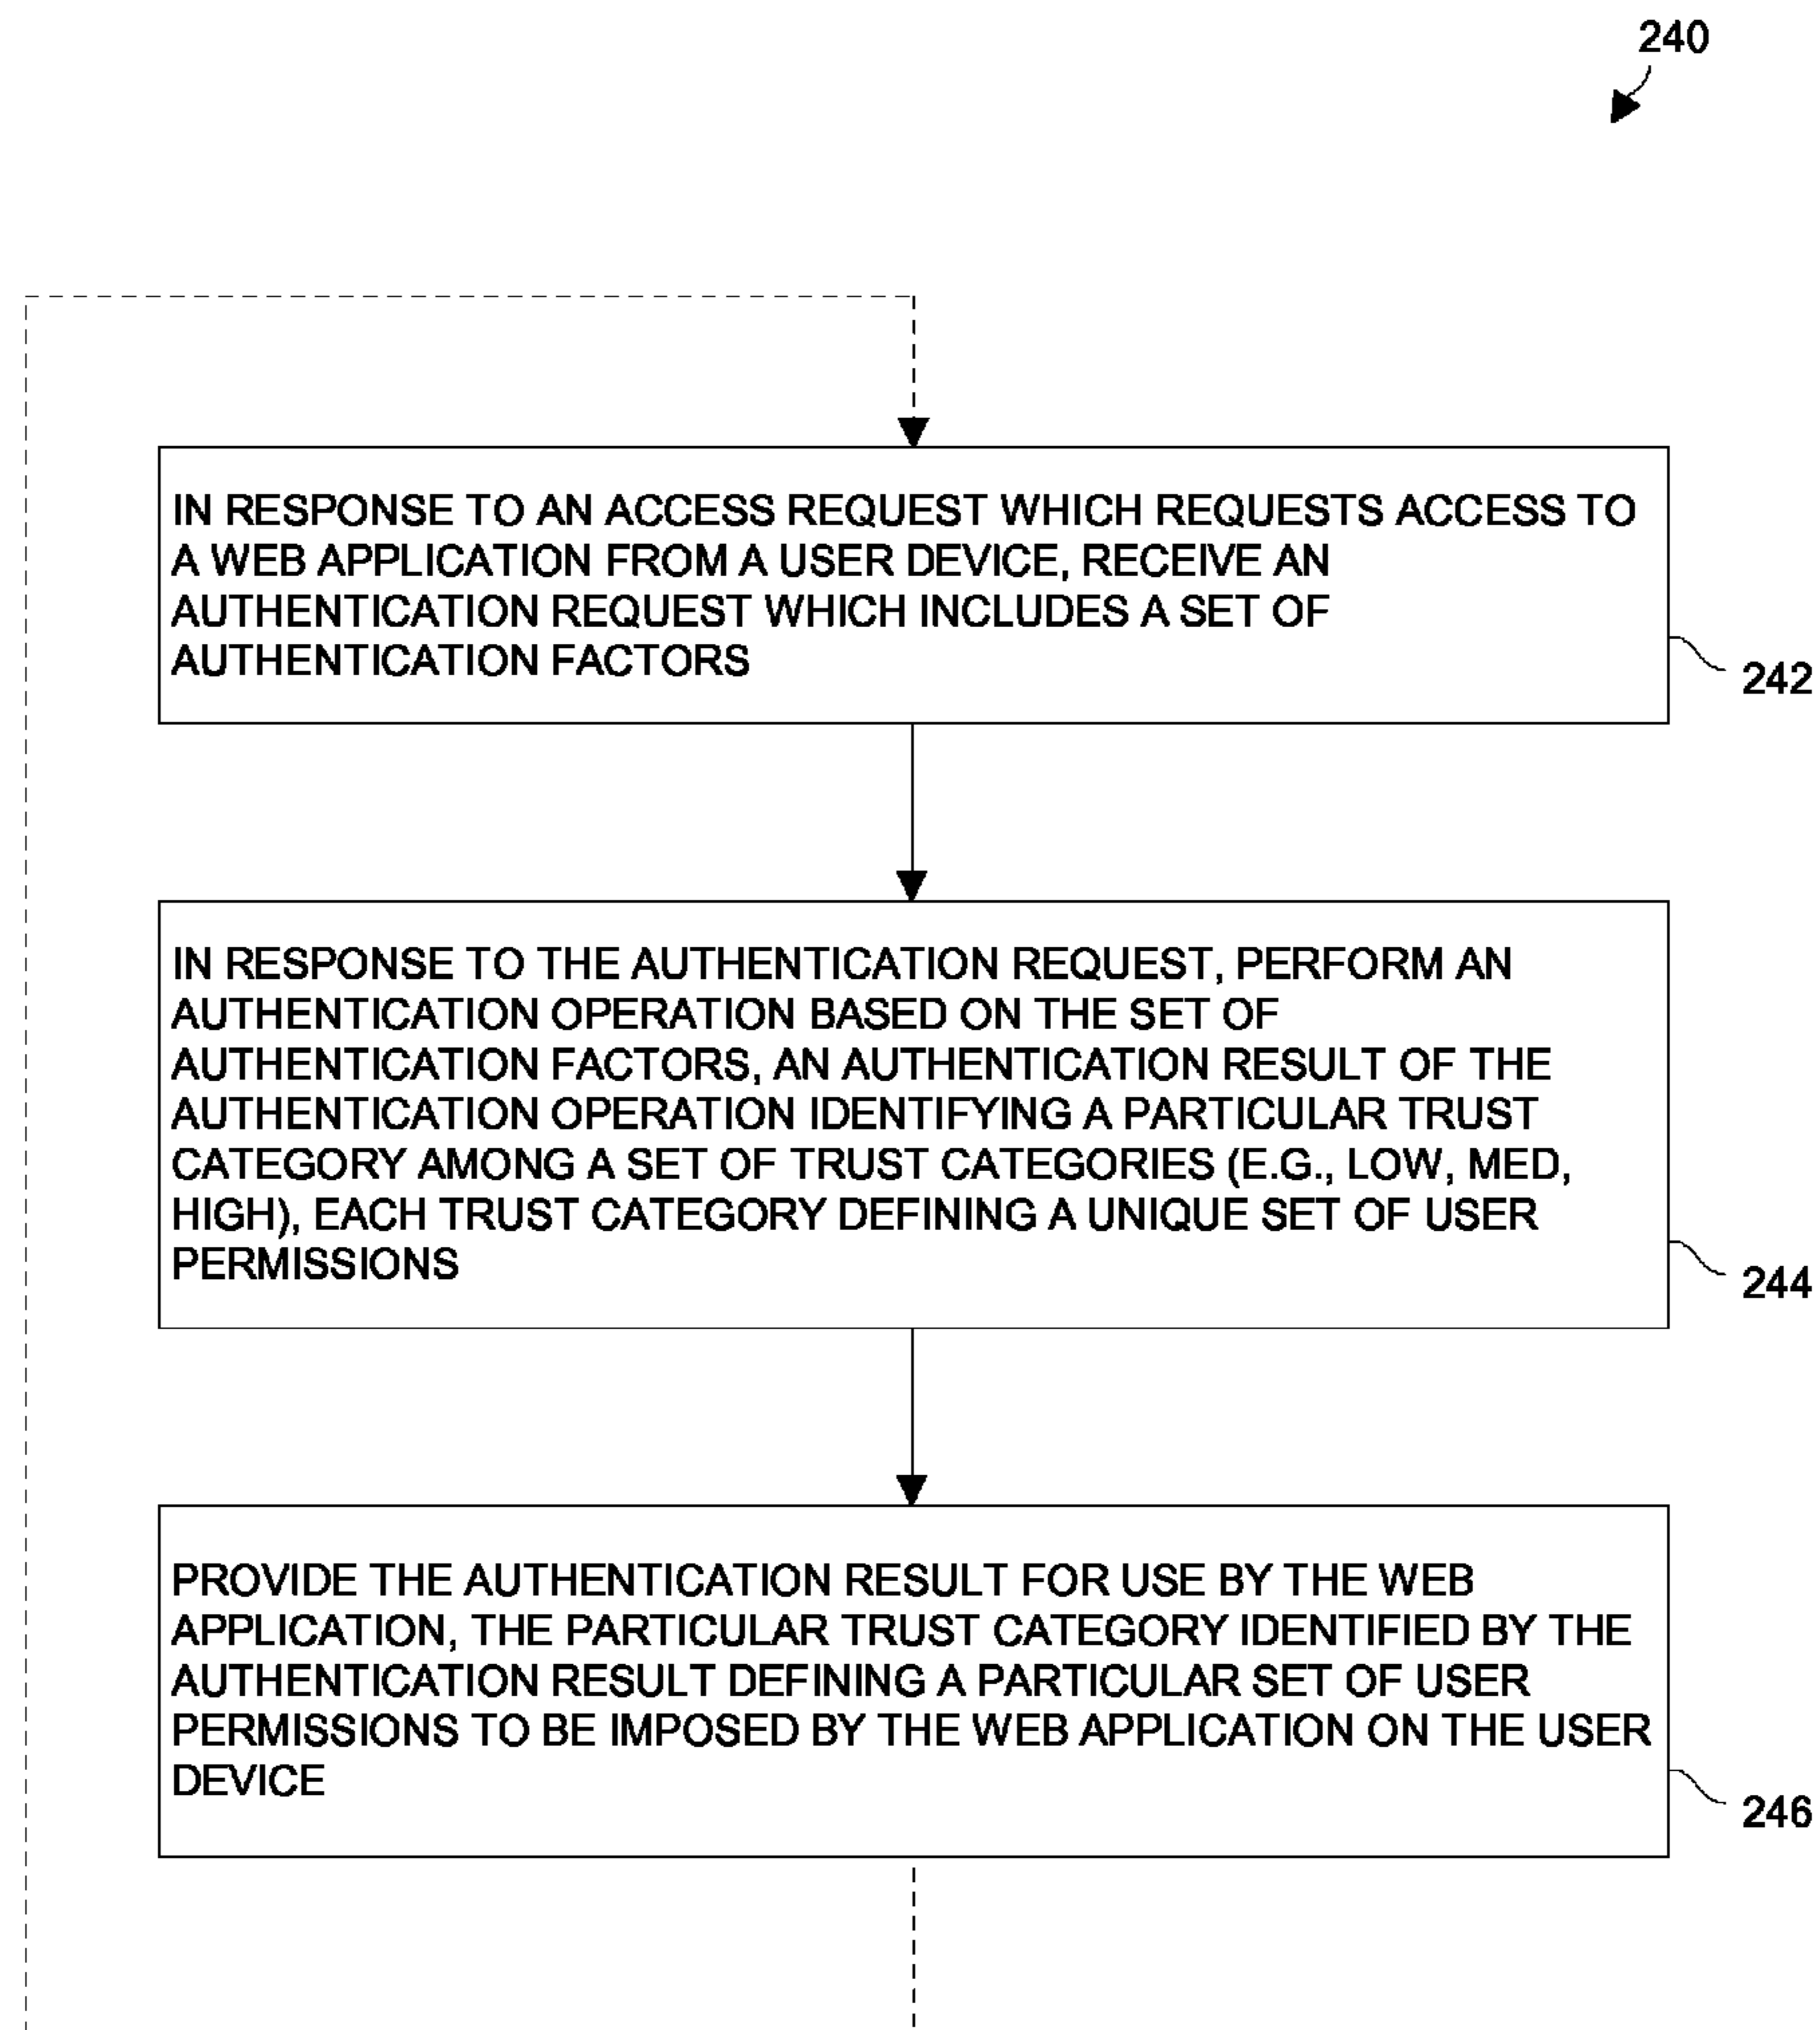 240
IN RESPONSE TO AN ACCESS REQUEST WHICH REQUESTS ACCESS TO
A WEB APPLICATION FROM A USER DEVICE, RECEIVE AN
AUTHENTICATION REQUEST WHICH INCLUDES A SET OF
AUTHENTICATION FACTORS
242
IN RESPONSE TO THE AUTHENTICATION REQUEST, PERFORM AN
AUTHENTICATION OPERATION BASED ON THE SET OF
AUTHENTICATION FACTORS, AN AUTHENTICATION RESULT OF THE
AUTHENTICATION OPERATION IDENTIFYING A PARTICULAR TRUST
CATEGORY AMONG A SET OF TRUST CATEGORIES (E.G., LOW, MED,
HIGH), EACH TRUST CATEGORY DEFINING A UNIQUE SET OF USER
PERMISSIONS
244
PROVIDE THE AUTHENTICATION RESULT FOR USE BY THE WEB
APPLICATION, THE PARTICULAR TRUST CATEGORY IDENTIFIED BY THE
AUTHENTICATION RESULT DEFINING A PARTICULAR SET OF USER
PERMISSIONS TO BE IMPOSED BY THE WEB APPLICATION ON THE USER
DEVICE
246